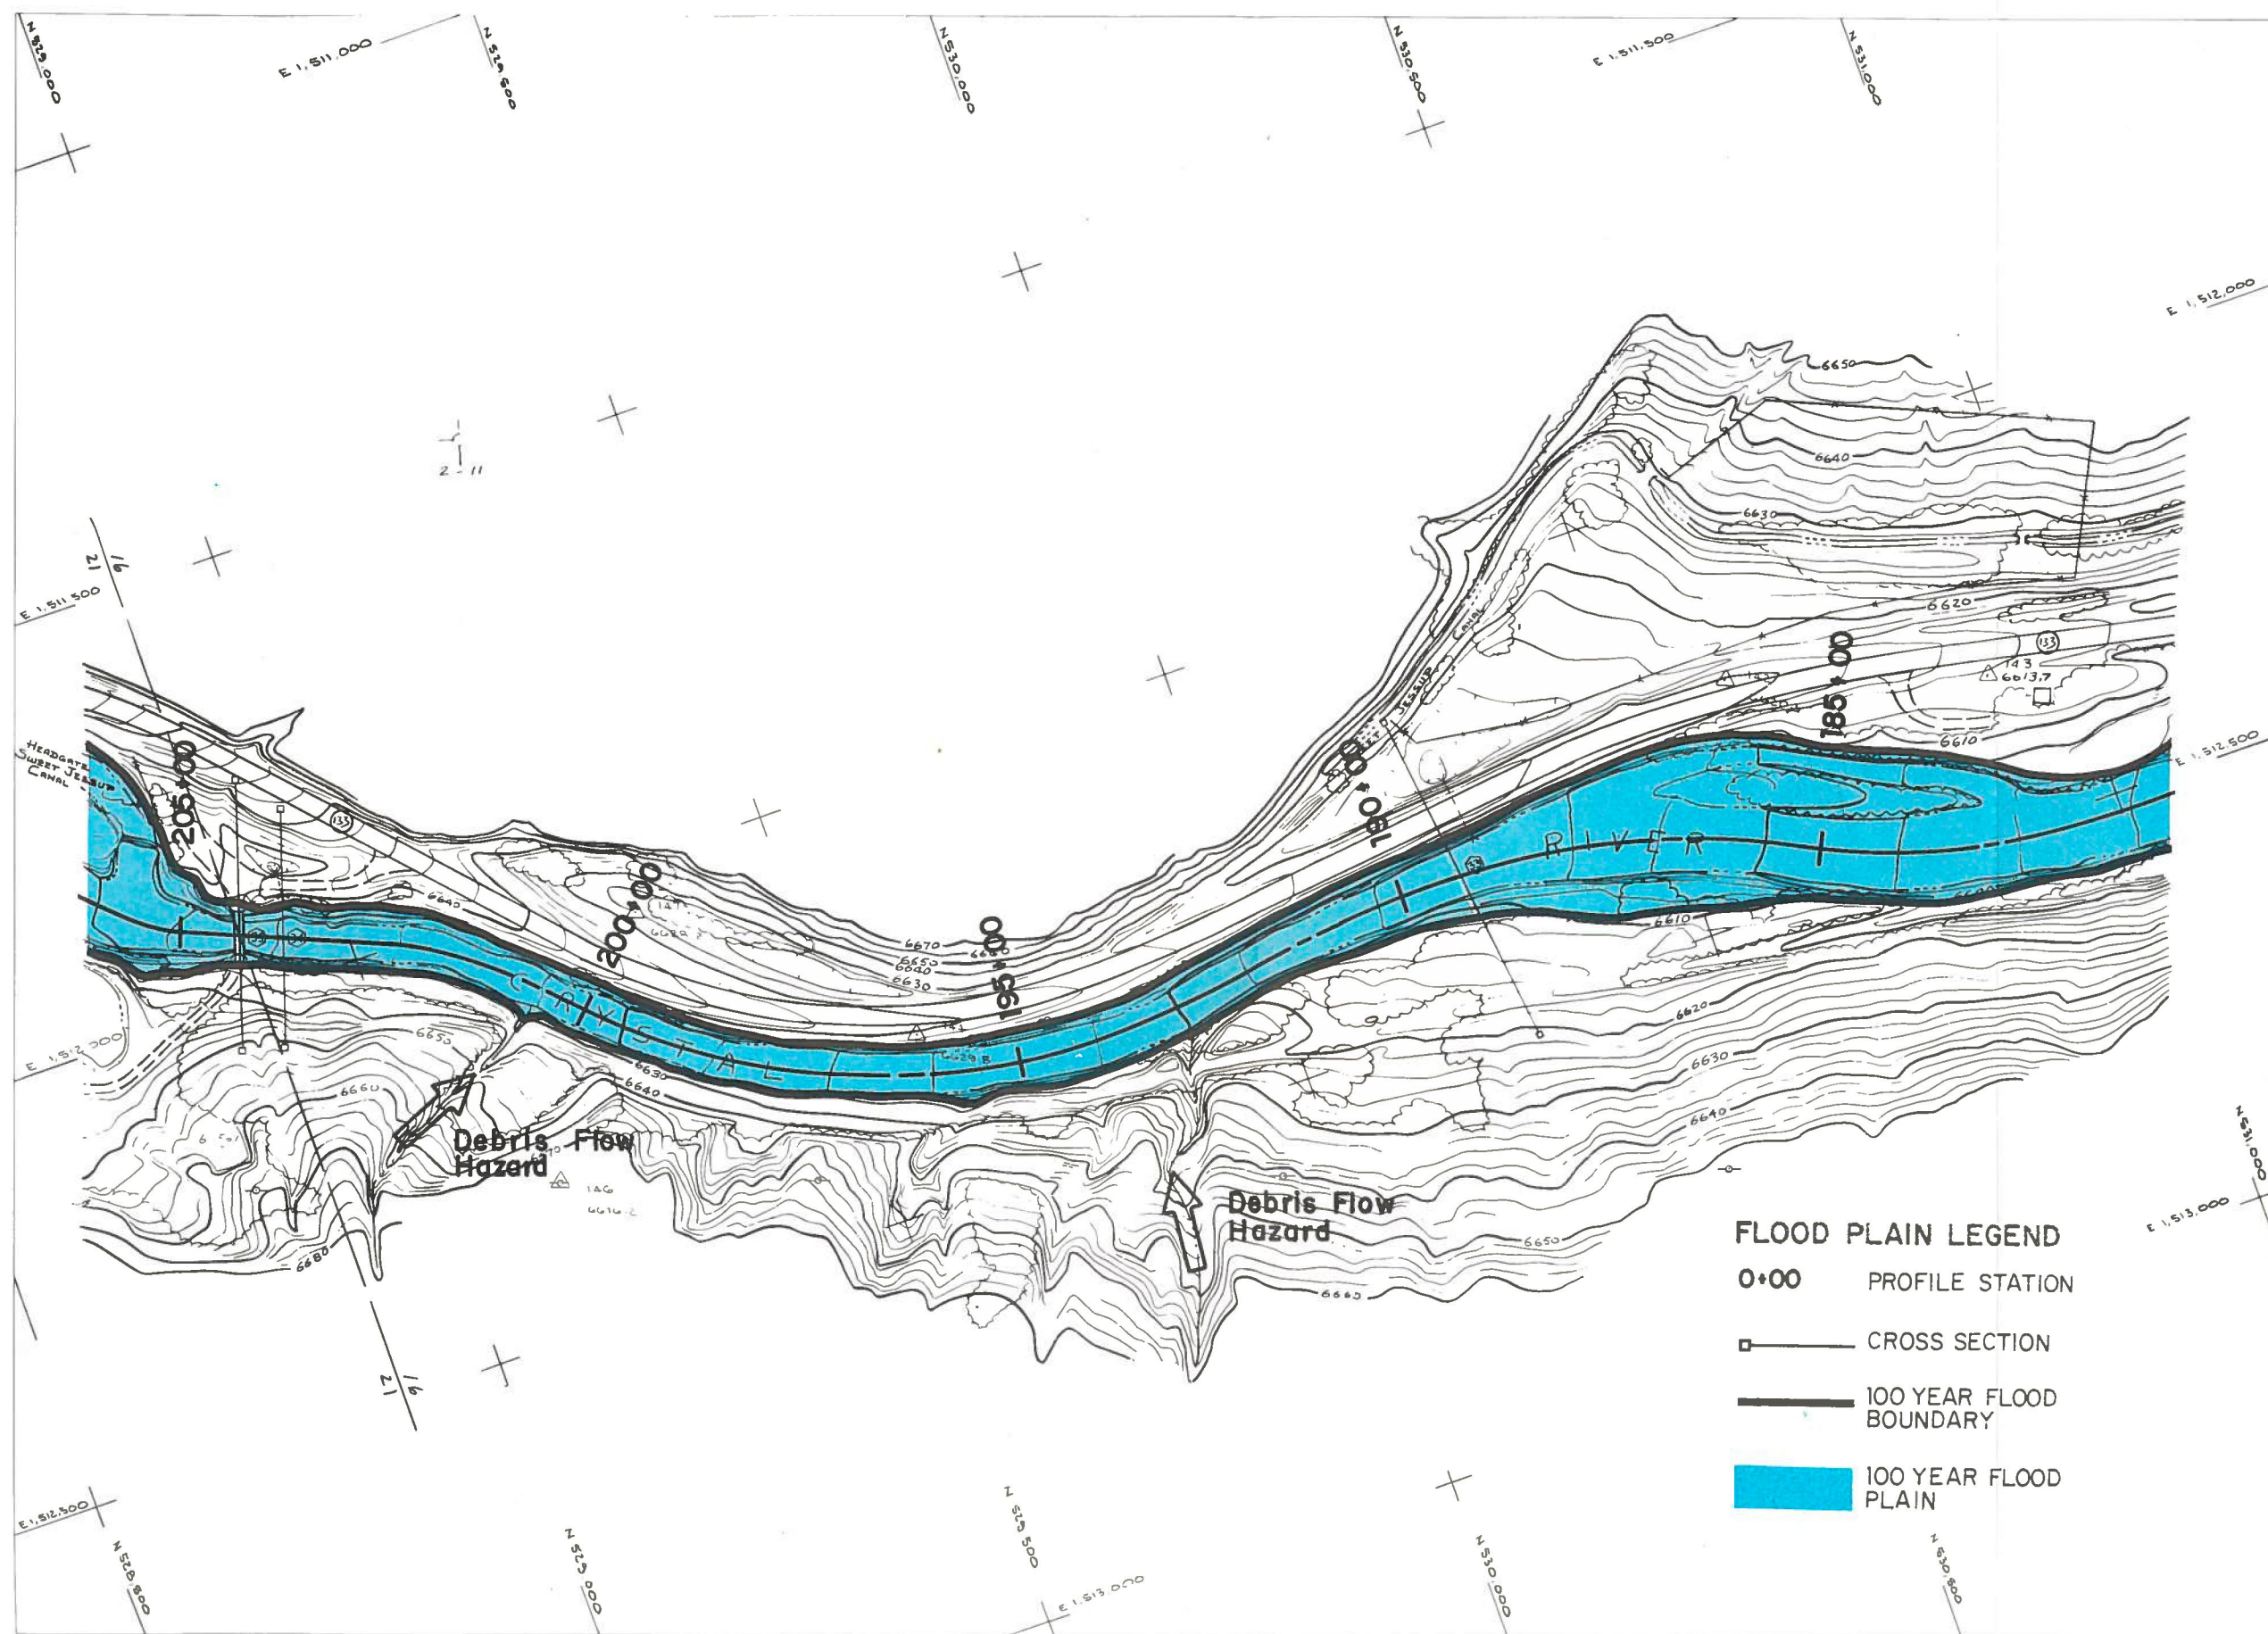 N 529,000
E 1,511,000
N 529,500
N 530,000
N 530,500
E 1,511,500
N 531,000
E 1,512,000
6650
2-11
6640
6630
21 16
E 1,511,500
CANAL
6620
185+00
133
143
6613.7
JESSUP
6610
E 1,512,500
HEADGATE
SWEET JESSUP
CANAL
205+00
190+00
133
RIVER
6640
200+00
6670
6650
6640
6630
195+00
6610
CRYSTAL
6620
E 1,512,000
6650
6630
6640
6630
6660
6640
Debris Flow
Hazard
146
6616.2
Debris Flow
Hazard
6650
6680
6660
N 531,000
E 1,513,000
FLOOD PLAIN LEGEND
0+00 PROFILE STATION
CROSS SECTION
100 YEAR FLOOD
BOUNDARY
100 YEAR FLOOD
PLAIN
21 16
E 1,512,500
N 528,500
N 529,000
N 529,500
E 1,513,000
N 530,000
N 530,500